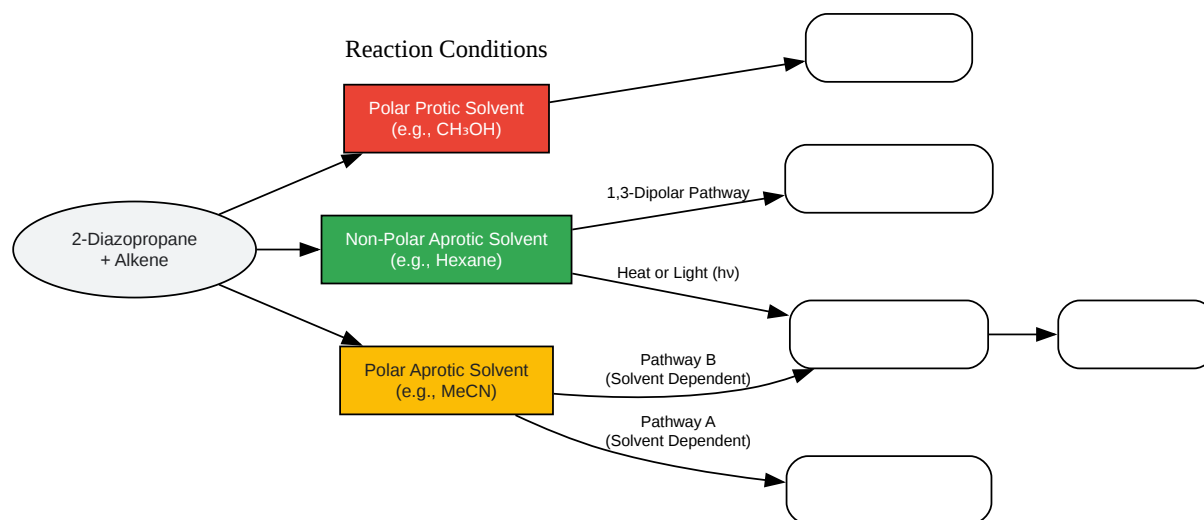 Reaction Conditions
Polar Protic Solvent
(e.g., CH₃OH)
1,3-Dipolar Pathway
2-Diazopropane
+ Alkene
Non-Polar Aprotic Solvent
(e.g., Hexane)
Heat or Light (hν)
Polar Aprotic Solvent
(e.g., MeCN)
Pathway B
(Solvent Dependent)
Pathway A
(Solvent Dependent)